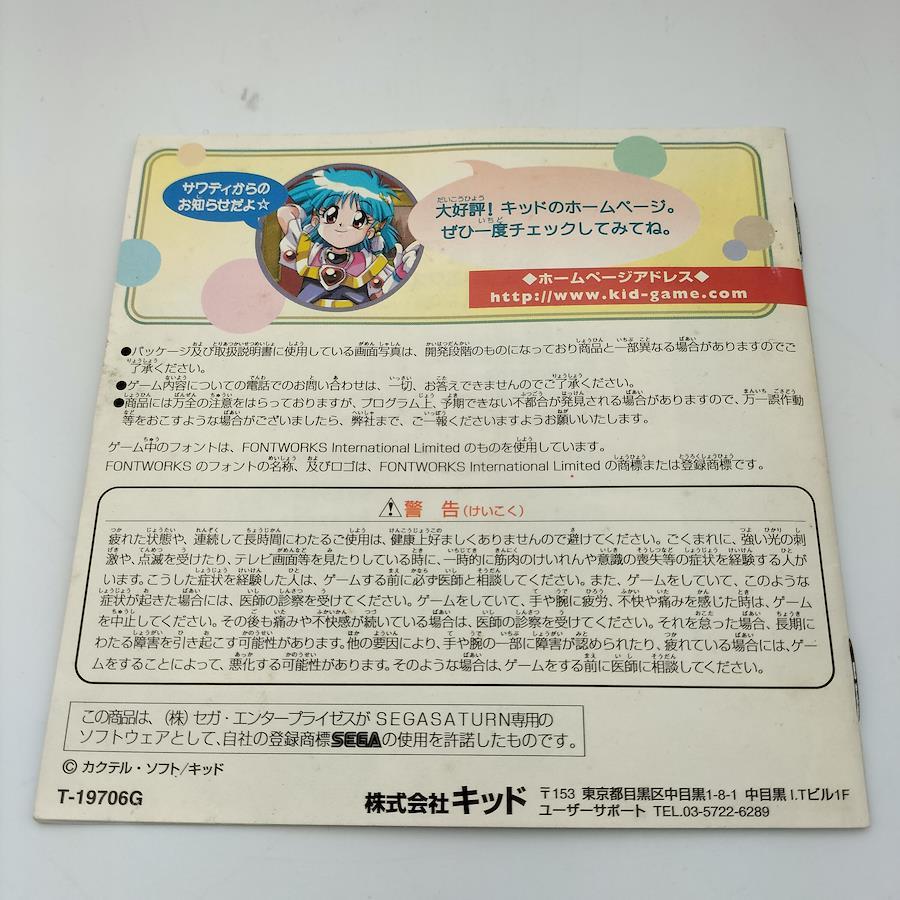 サワディからの
お知らせだよ☆
大好評！キッドのホームページ。
ぜひ一度チェックしてみてね。
◆ホームページアドレス◆
http://www.kid-game.com
●パッケージ及び取扱説明書に使用している画面写真は、開発段階のものになっており商品と一部異なる場合がありますのでご
了承ください。
●ゲーム内容についての電話でのお問い合わせは、一切、お答えできませんのでご了承ください。
●商品には万全の注意をはらっておりますが、プログラム上、予期できない不都合が発見される場合がありますので、万一誤作動
等をおこすような場合がございましたら、弊社まで、ご一報くださいますようお願いいたします。
ゲーム中のフォントは、FONTWORKS International Limited のものを使用しています。
FONTWORKS のフォントの名称、及びロゴは、FONTWORKS International Limited の商標または登録商標です。
⚠警 告（けいこく）
疲れた状態や、連続して長時間にわたるご使用は、健康上好ましくありませんので避けてください。ごくまれに、強い光の刺
激や、点滅を受けたり、テレビ画面等を見たりしている時に、一時的に筋肉のけいれんや意識の喪失等の症状を経験する人が
います。こうした症状を経験した人は、ゲームする前に必ず医師と相談してください。また、ゲームをしていて、このような
症状が起きた場合には、医師の診察を受けてください。ゲームをしていて、手や腕に疲労、不快や痛みを感じた時は、ゲーム
を中止してください。その後も痛みや不快感が続いている場合は、医師の診察を受けてください。それを怠った場合、長期に
わたる障害を引き起こす可能性があります。他の要因により、手や腕の一部に障害が認められたり、疲れている場合には、ゲー
ムをすることによって、悪化する可能性があります。そのような場合は、ゲームをする前に医師に相談してください。
この商品は、（株）セガ・エンタープライゼスが SEGASATURN専用の
ソフトウェアとして、自社の登録商標SEGAの使用を許諾したものです。
© カクテル・ソフト/キッド
T-19706G
株式会社キッド
〒153 東京都目黒区中目黒1-8-1 中目黒I.Tビル1F
ユーザーサポート TEL.03-5722-6289